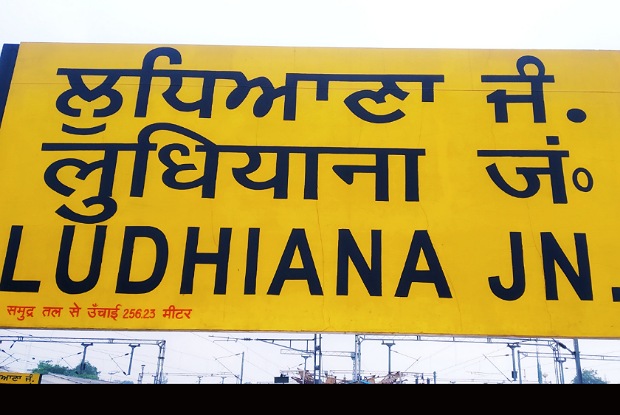 ਲੁਧਿਆਣਾ ਜੰ.
लुधियाना जं०
LUDHIANA JN.
समुद्र तल से उँचाई 256.23 मीटर